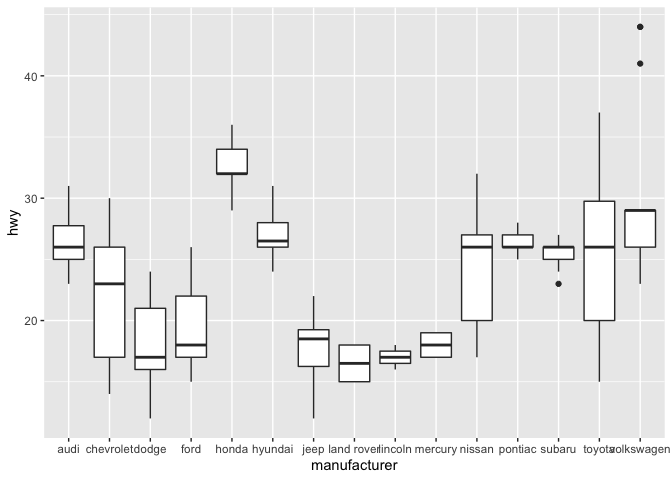 40
30
20
hwy
audi chevrolet dodge ford honda hyundai jeep land rover lincoln mercury nissan pontiac subaru toyota volkswagen
manufacturer